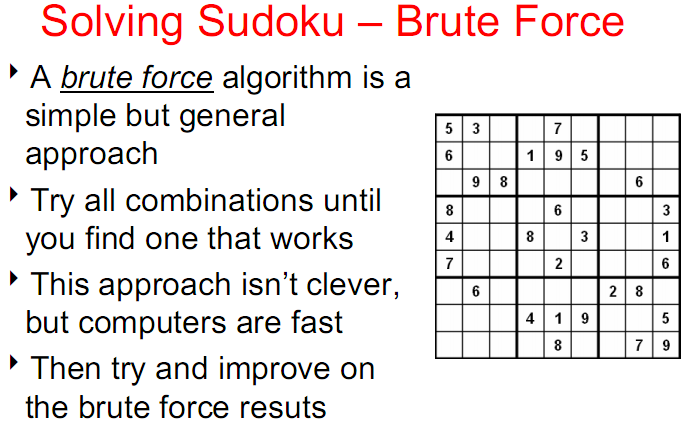 Solving Sudoku – Brute Force
A brute force algorithm is a
simple but general
approach
Try all combinations until
you find one that works
This approach isn't clever,
but computers are fast
Then try and improve on
the brute force resuts
5 3 7
6 1 9 5
9 8 6
8 6 3
4 8 3 1
7 2 6
6 2 8
4 1 9 5
8 7 9